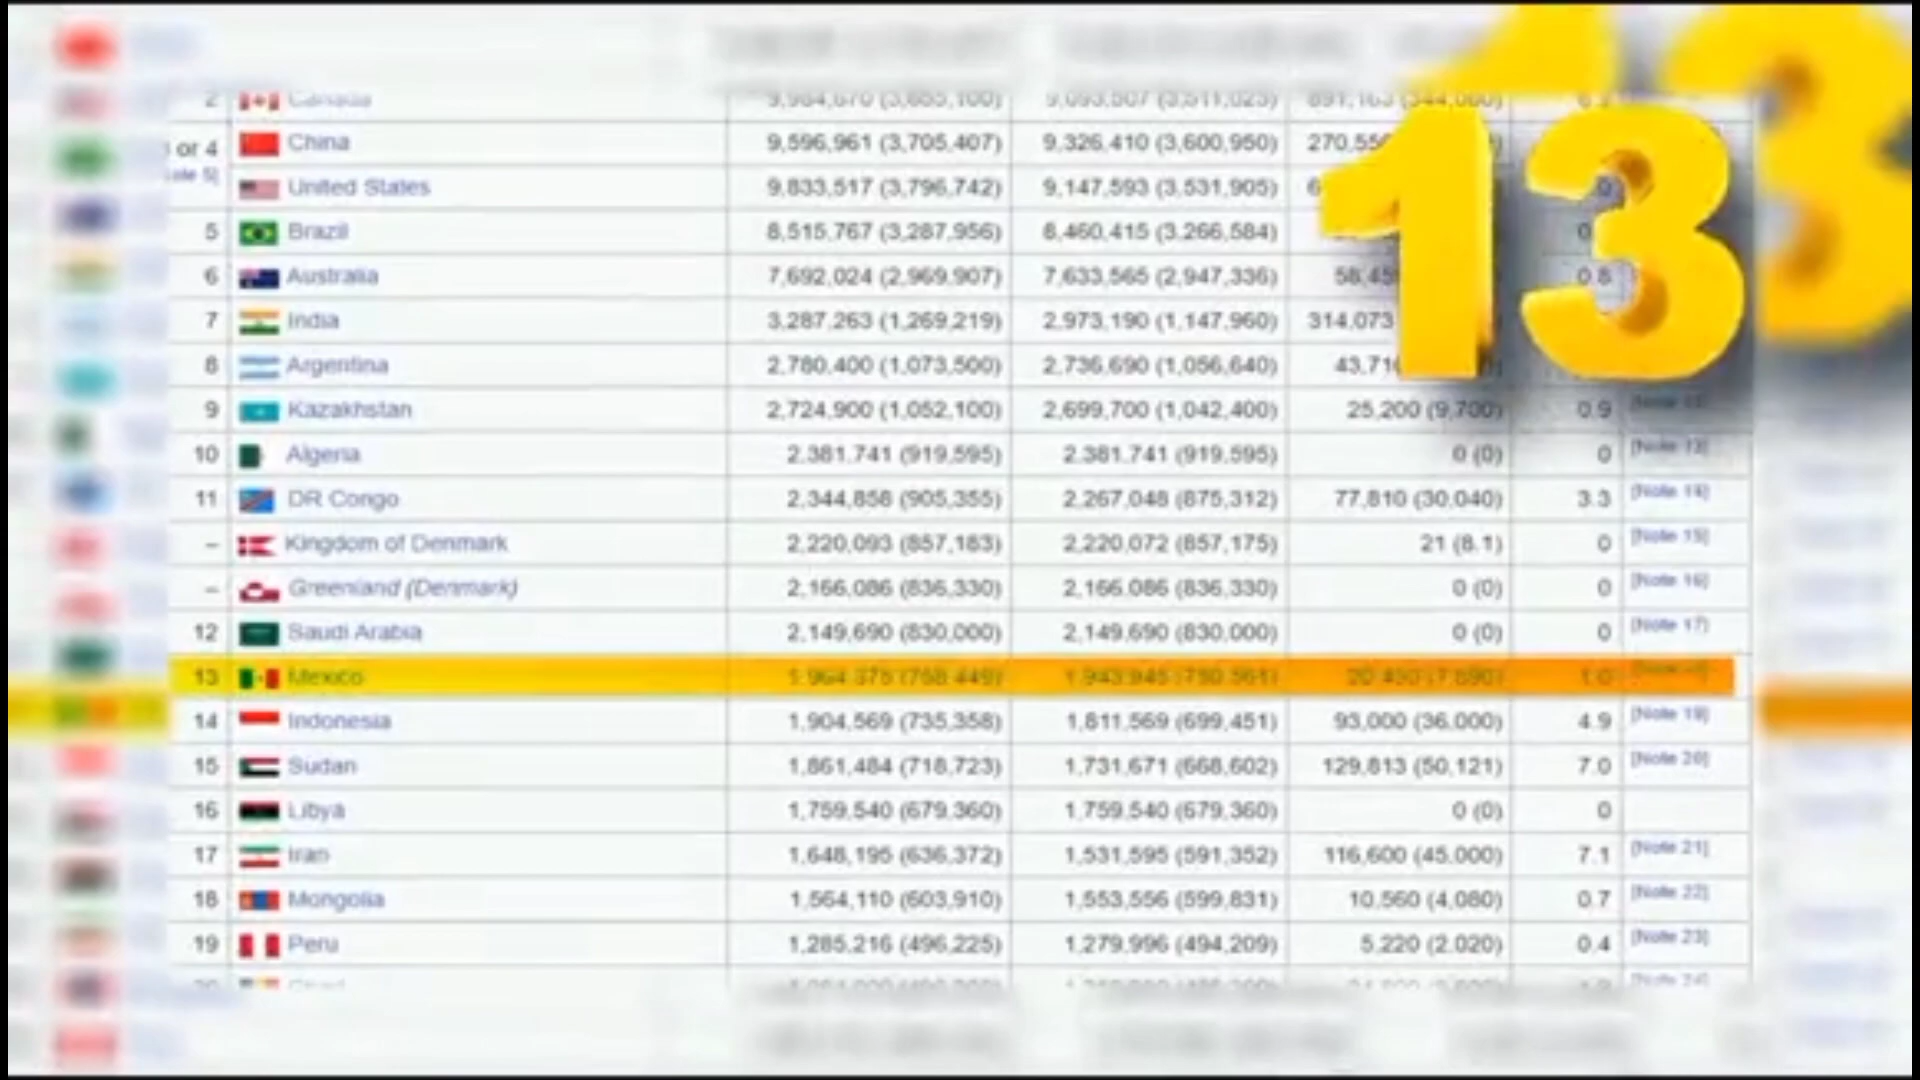 13
2 Canada
or 4 China 9,596,961 (3,705,407) 9,326,410 (3,600,950)
United States 9,833,517 (3,796,742) 9,147,593 (3,531,905)
5 Brazil 8,515,767 (3,287,956) 8,460,415 (3,266,584)
6 Australia 7,692,024 (2,969,907) 7,633,565 (2,947,336) 0.8
7 India 3,287,263 (1,269,219) 2,973,190 (1,147,960) 314,073
8 Argentina 2,780,400 (1,073,500) 2,736,690 (1,056,640)
9 Kazakhstan 2,724,900 (1,052,100) 2,699,700 (1,042,400) 25,200 (9,700) 0.9
10 Algeria 2,381,741 (919,595) 2,381,741 (919,595) 0 (0) 0 [Note 13]
11 DR Congo 2,344,858 (905,355) 2,267,048 (875,312) 77,810 (30,040) 3.3 [Note 14]
– Kingdom of Denmark 2,220,093 (857,183) 2,220,072 (857,175) 21 (8.1) 0 [Note 15]
– Greenland (Denmark) 2,166,086 (836,330) 2,166,086 (836,330) 0 (0) 0 [Note 16]
12 Saudi Arabia 2,149,690 (830,000) 2,149,690 (830,000) 0 (0) 0 [Note 17]
13 Mexico 1.0
14 Indonesia 1,904,569 (735,358) 1,811,569 (699,451) 93,000 (36,000) 4.9 [Note 19]
15 Sudan 1,861,484 (718,723) 1,731,671 (668,602) 129,813 (50,121) 7.0 [Note 20]
16 Libya 1,759,540 (679,360) 1,759,540 (679,360) 0 (0) 0
17 Iran 1,648,195 (636,372) 1,531,595 (591,352) 116,600 (45,000) 7.1 [Note 21]
18 Mongolia 1,564,110 (603,910) 1,553,556 (599,831) 10,560 (4,080) 0.7 [Note 22]
19 Peru 1,285,216 (496,225) 1,279,996 (494,209) 5,220 (2,020) 0.4 [Note 23]